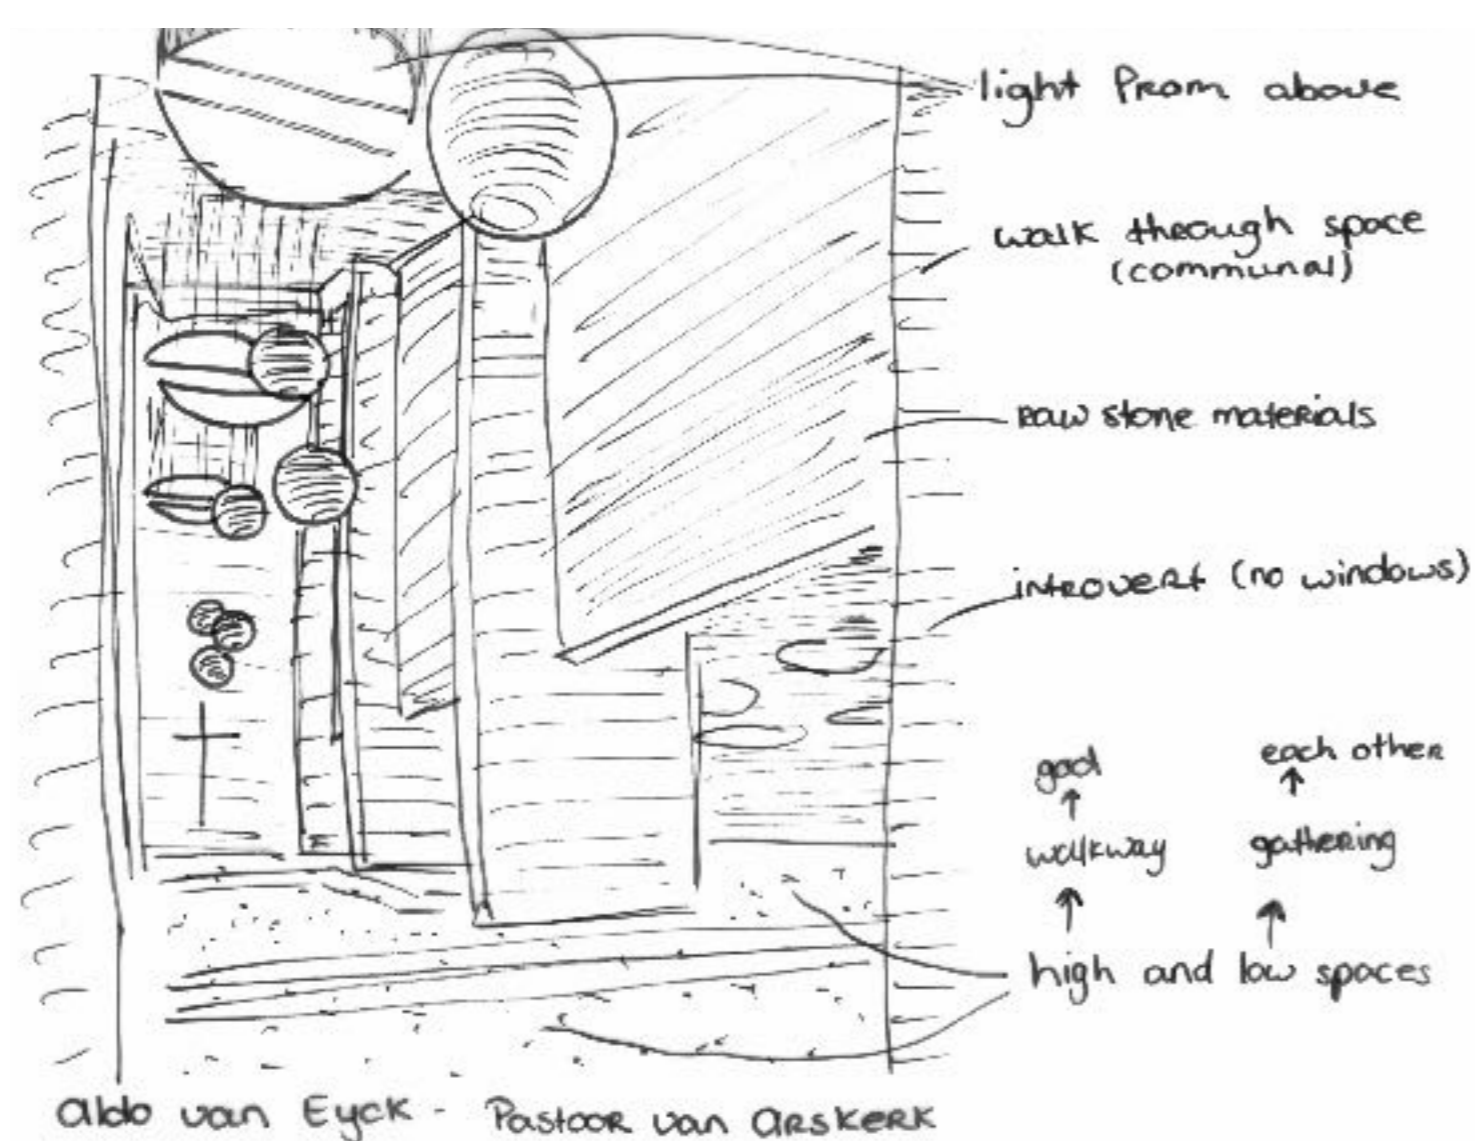 light from above
walk through space
(communal)
raw stone materials
introvert (no windows)
god each other
walkway gathering
high and low spaces
aldo van Eyck - Pastoor van arskerk